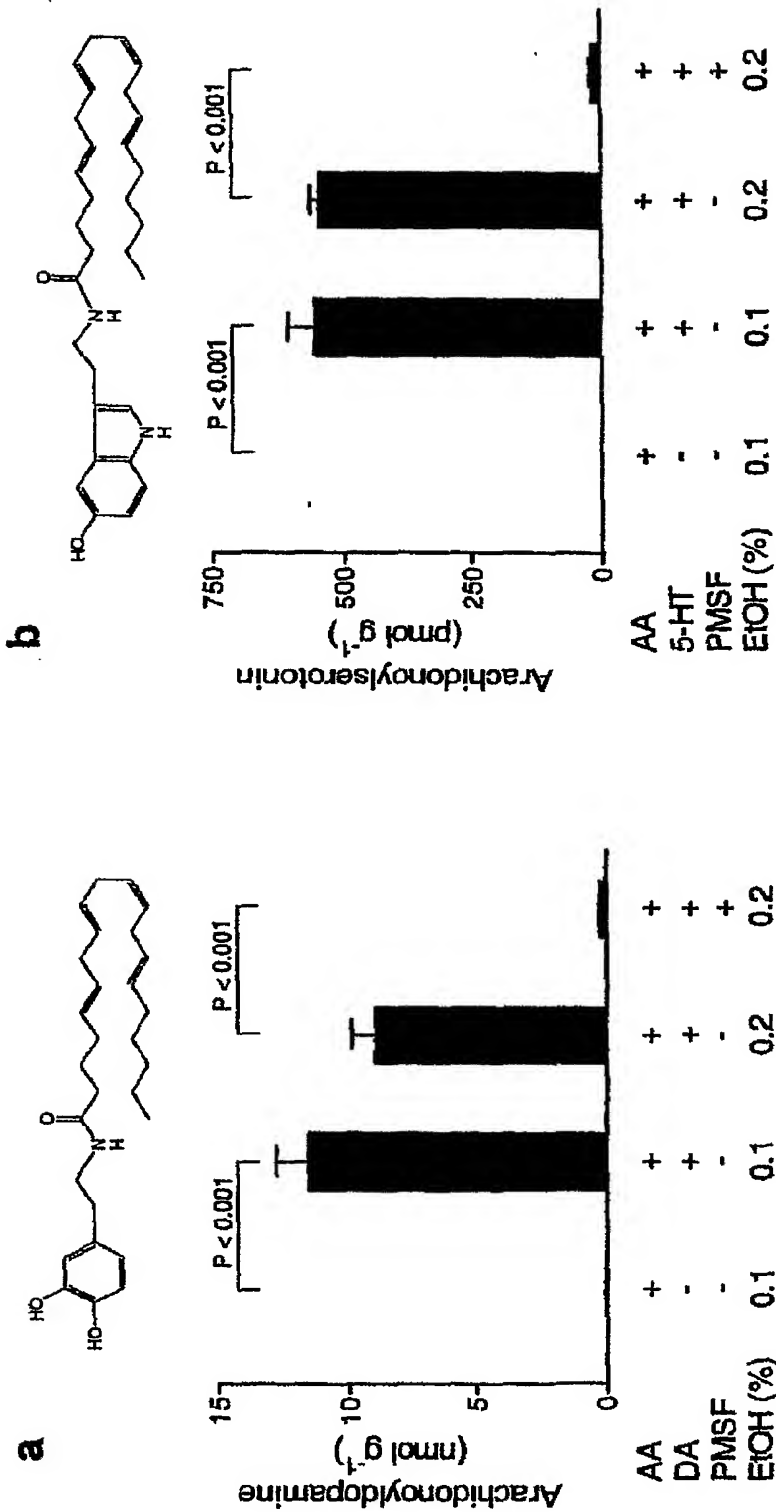 a
HO
HO
O
N
H
P < 0.001
P < 0.001
15
10
5
0
Arachidonoyldopamine
(nmol g⁻¹)
AA + + + +
DA - + + +
PMSF - - - +
EtOH (%) 0.1 0.1 0.2 0.2
b
HO
N
H
O
N
H
P < 0.001
P < 0.001
750
500
250
0
Arachidonoylserotonin
(pmol g⁻¹)
AA + + + +
5-HT - + + +
PMSF - - - +
EtOH (%) 0.1 0.1 0.2 0.2